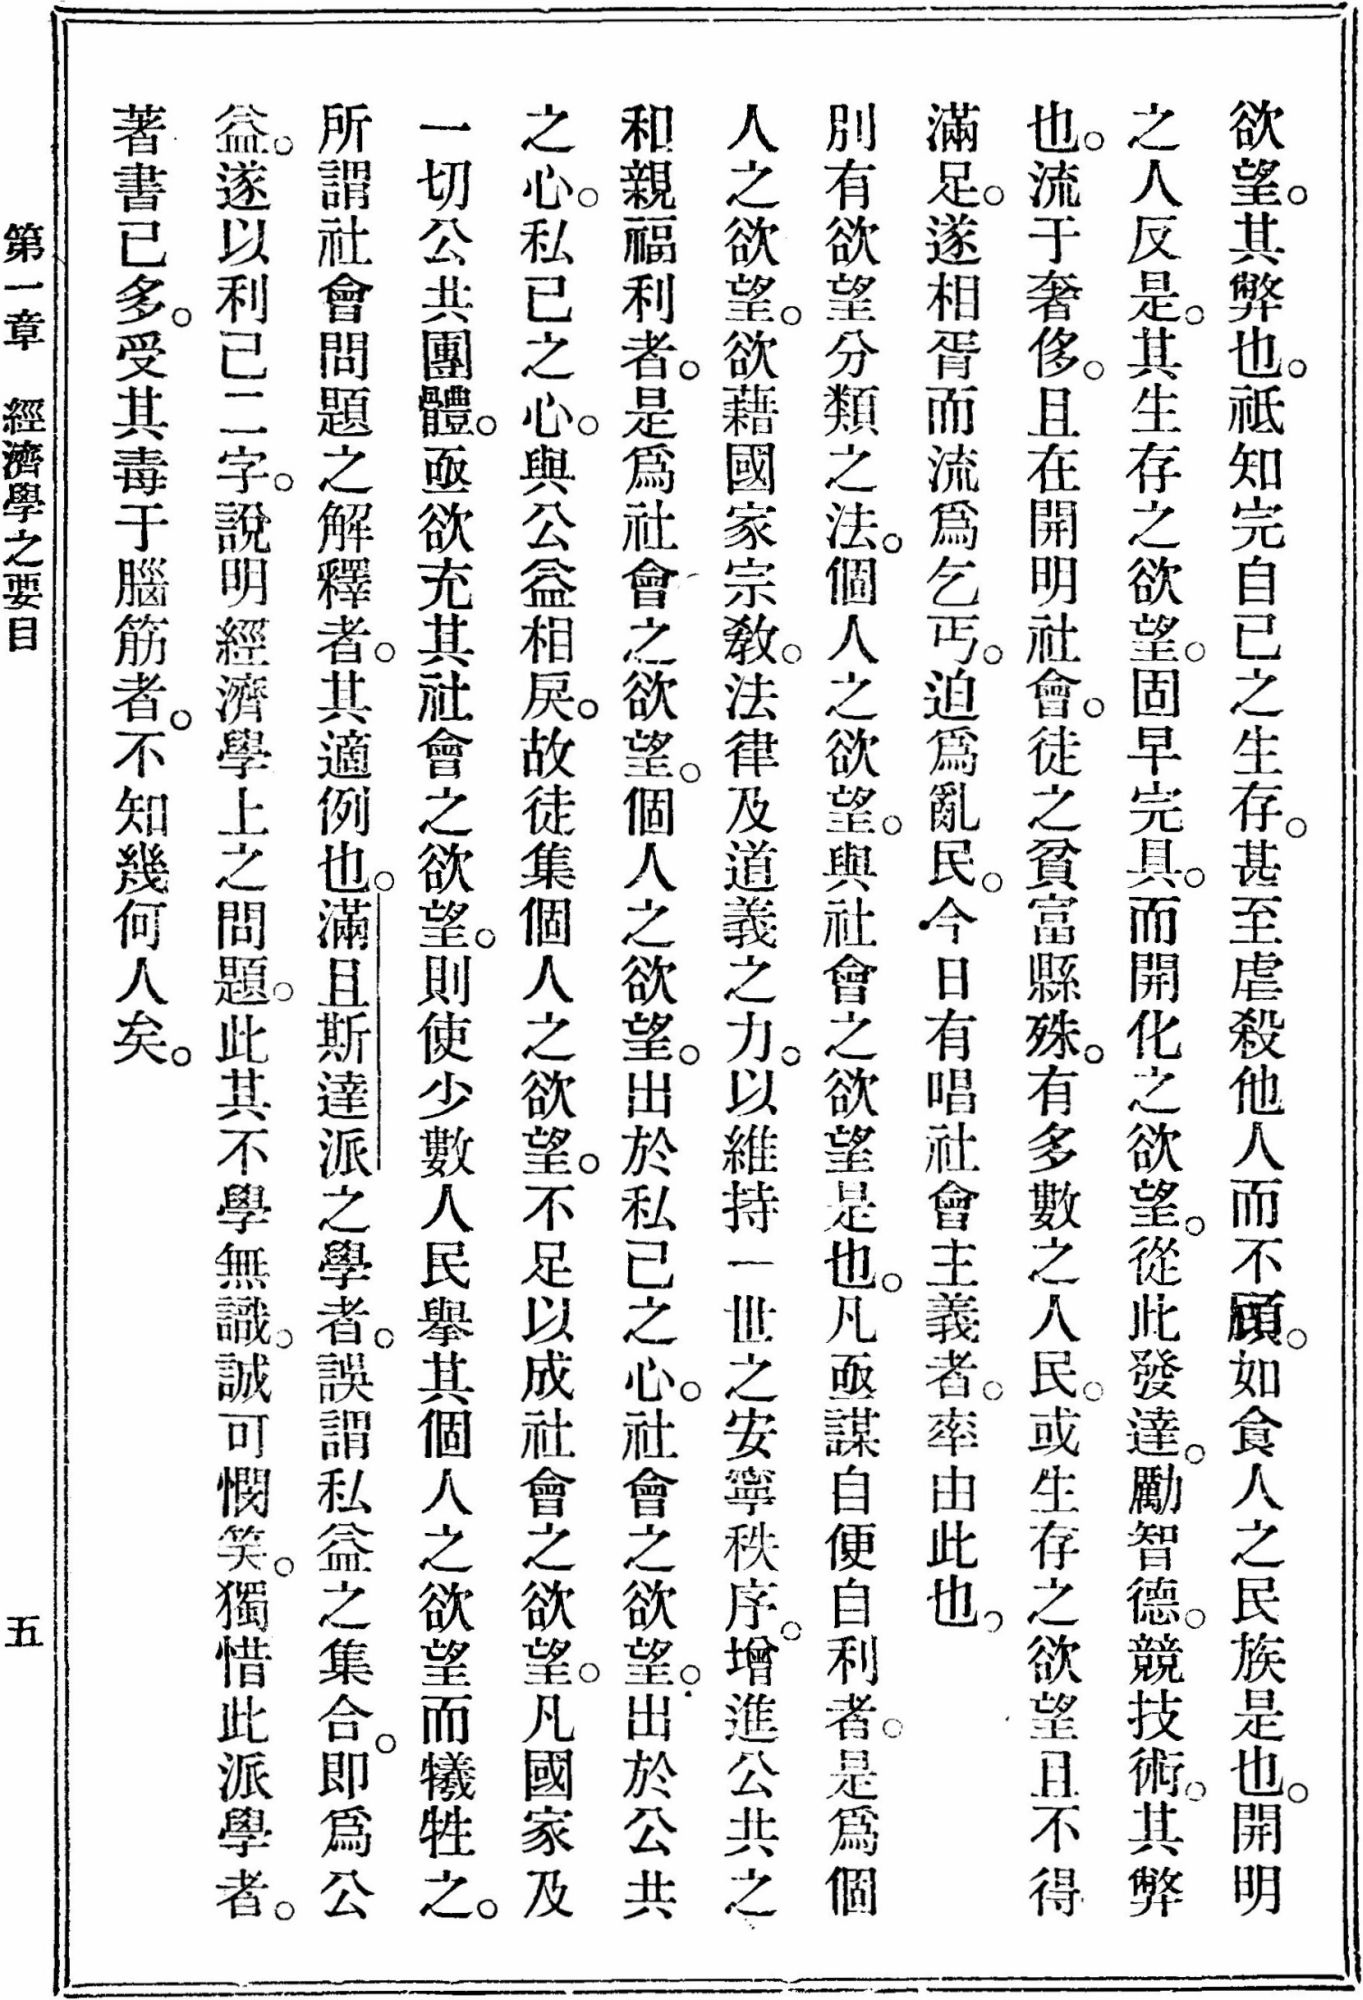 欲望。其弊也。祗知完自已之生存。甚至虐殺他人而不顧。如食人之民族是也。開明
之人反是。其生存之欲望。固早完具。而開化之欲望。從此發達。勵智德。競技術。其弊
也。流于奢侈。且在開明社會。徒之貧富縣殊。有多數之人民。或生存之欲望且不得
滿足。遂相胥而流爲乞丐。迫爲亂民。今日有唱社會主義者。率由此也。
別有欲望分類之法。個人之欲望。與社會之欲望是也。凡亟謀自便自利者。是爲個
人之欲望。欲藉國家宗敎。法律及道義之力。以維持一世之安寧秩序。增進公共之
和親福利者。是爲社會之欲望。個人之欲望。出於私已之心。社會之欲望。出於公共
之心。私已之心。與公益相戾。故徒集個人之欲望。不足以成社會之欲望。凡國家及
一切公共團體。亟欲充其社會之欲望。則使少數人民舉其個人之欲望而犧牲之。
所謂社會問題之解釋者。其適例也。滿且斯達派之學者。誤謂私益之集合。即爲公
益。遂以利已二字。說明經濟學上之問題。此其不學無識。誠可憫笑。獨惜此派學者。
著書已多。受其毒于腦筋者。不知幾何人矣。
第一章 經濟學之要目 五